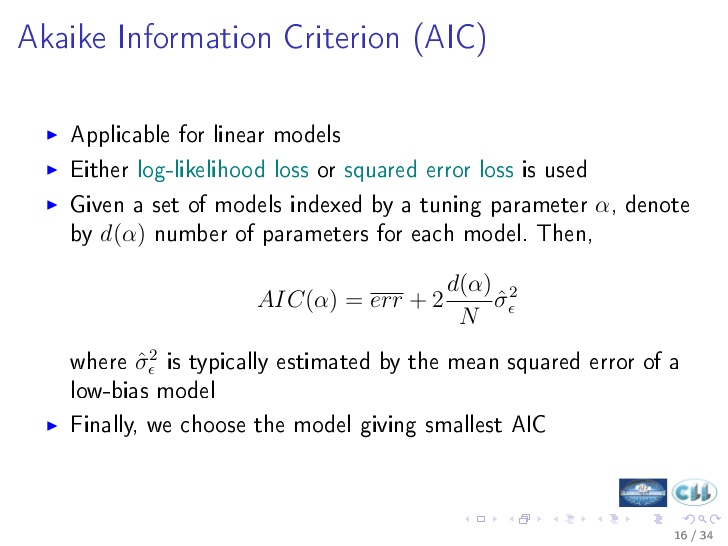 Akaike Information Criterion (AIC)
Applicable for linear models
Either log-likelihood loss or squared error loss is used
Given a set of models indexed by a tuning parameter α, denote
by d(α) number of parameters for each model. Then,
$AIC(\alpha) = \overline{err} + 2\frac{d(\alpha)}{N}\hat{\sigma}_{\epsilon}^{2}$
where $\hat{\sigma}_{\epsilon}^{2}$ is typically estimated by the mean squared error of a
low-bias model
Finally, we choose the model giving smallest AIC
16 / 34